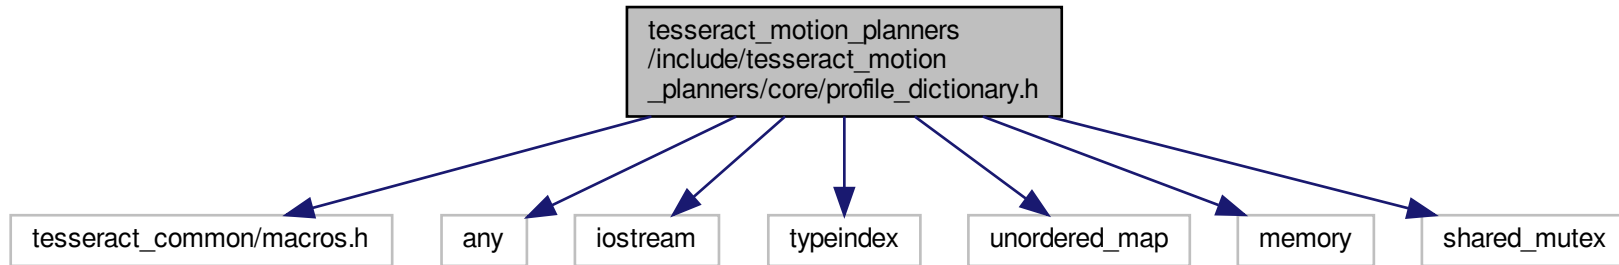 tesseract_motion_planners
/include/tesseract_motion
_planners/core/profile_dictionary.h
tesseract_common/macros.h
any
iostream
typeindex
unordered_map
memory
shared_mutex